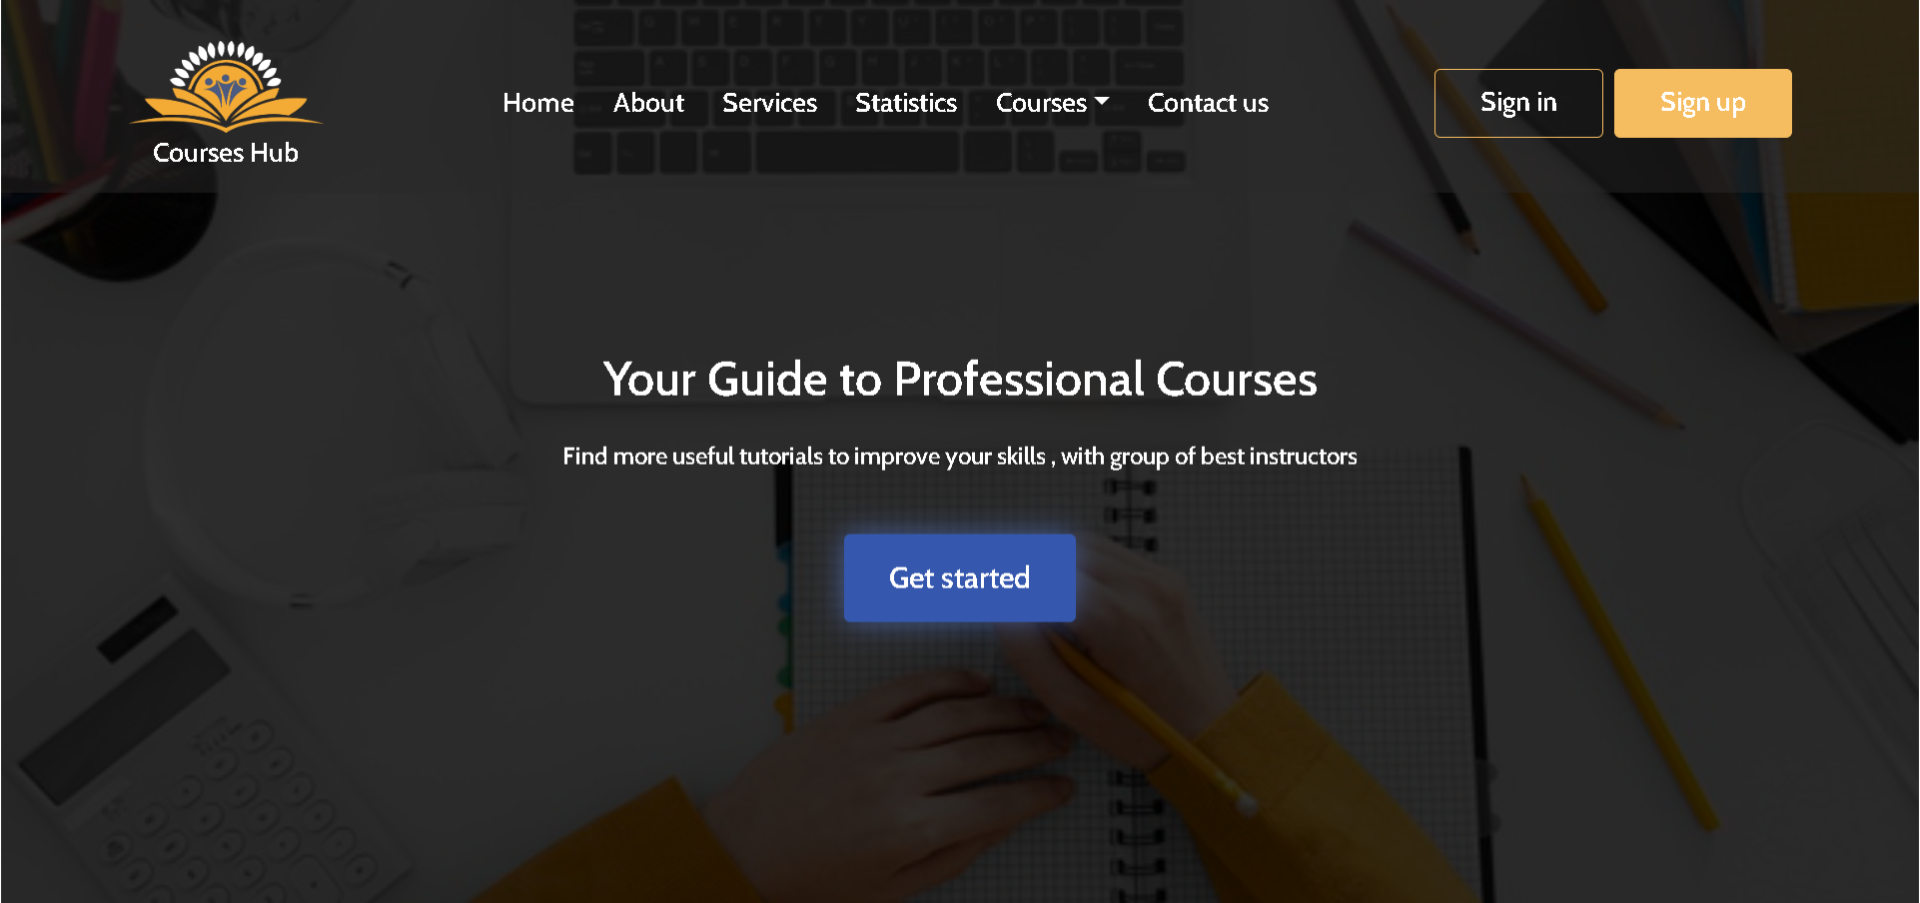 Courses Hub
Home About Services Statistics Courses Contact us
Sign in Sign up
Your Guide to Professional Courses
Find more useful tutorials to improve your skills , with group of best instructors
Get started